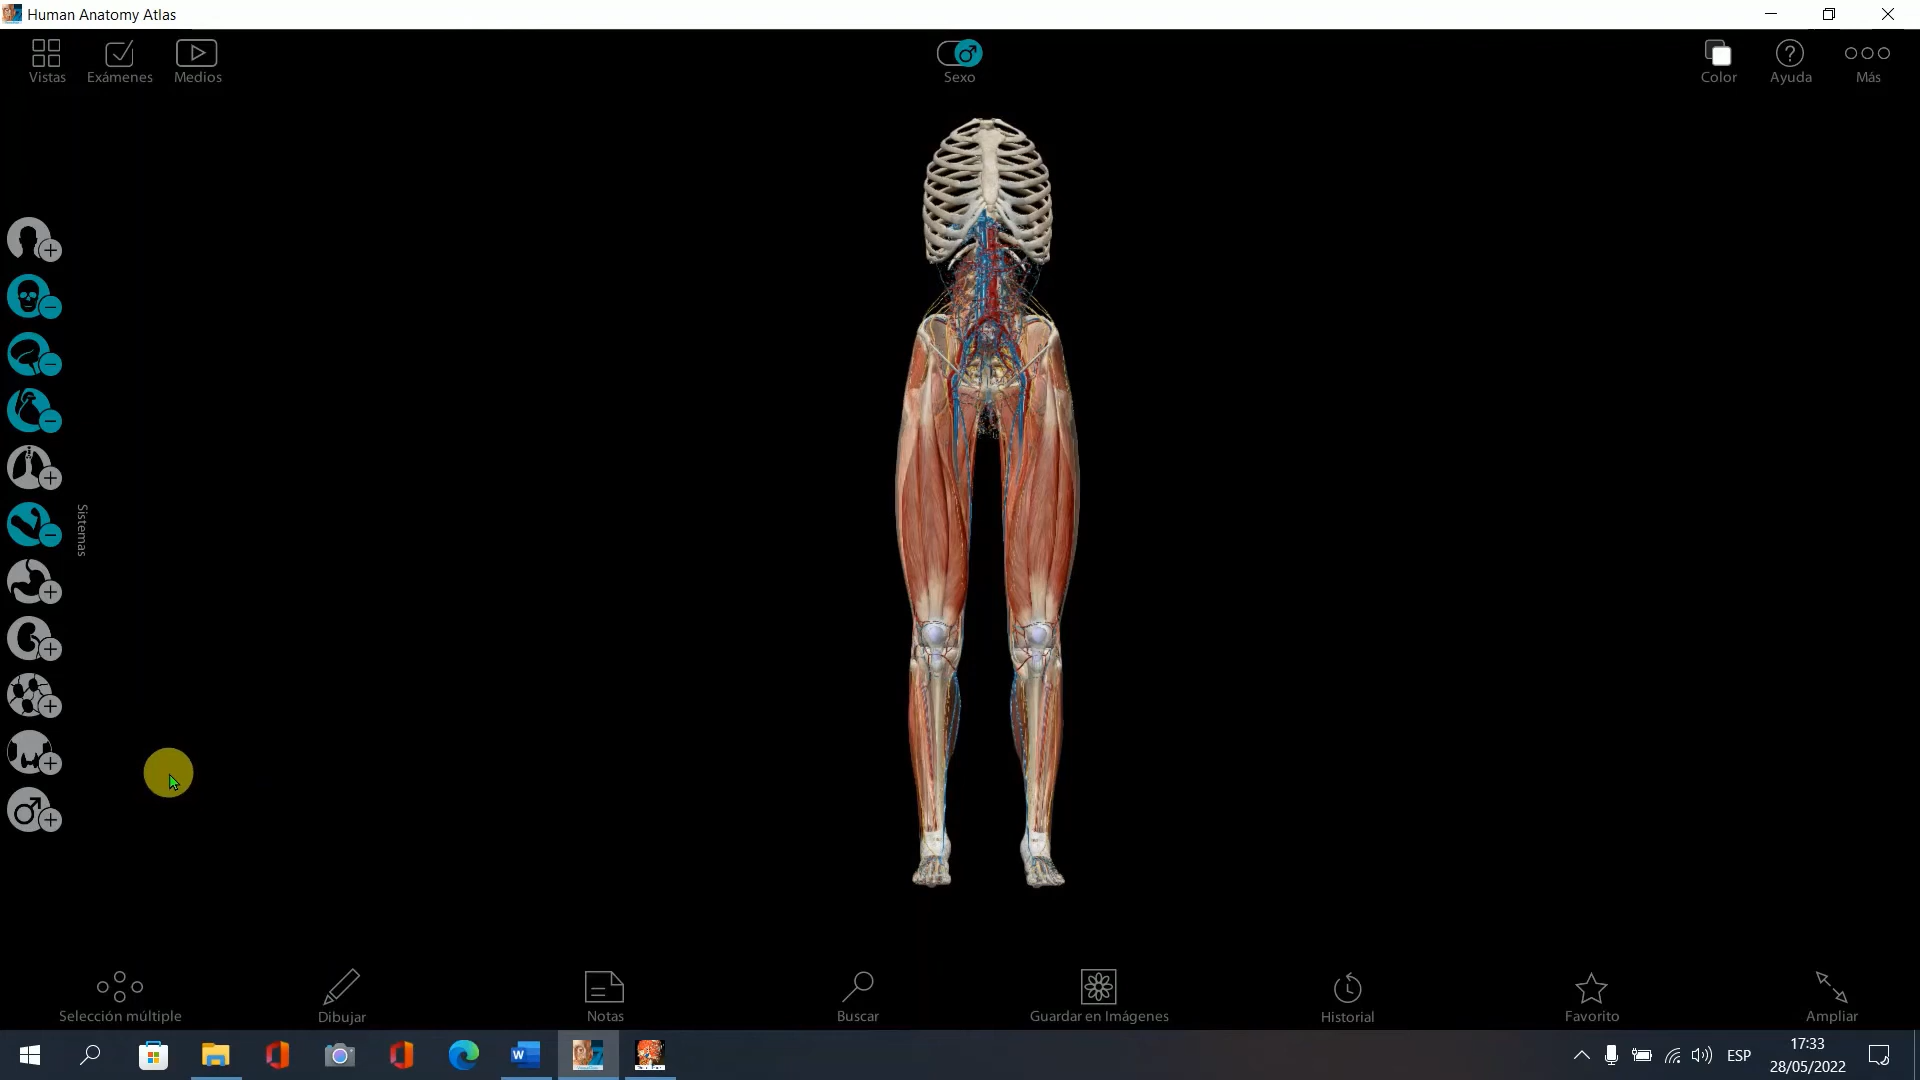 Human Anatomy Atlas
Vistas
Exámenes
Medios
Sexo
Color
Ayuda
Más
Sistemas
Selección múltiple
Dibujar
Notas
Buscar
Guardar en Imágenes
Historial
Favorito
Ampliar
ESP
17:33
28/05/2022